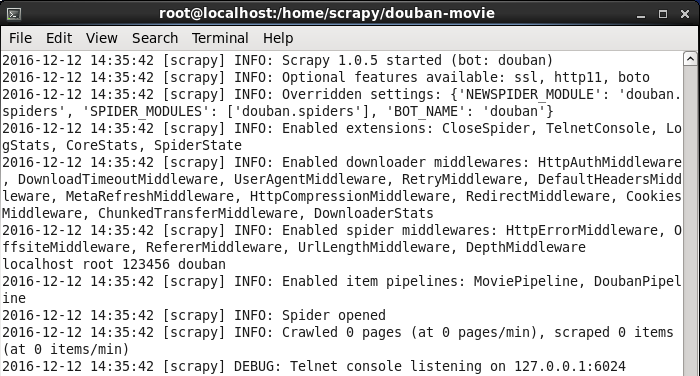 root@localhost:/home/scrapy/douban-movie
File Edit View Search Terminal Help
2016-12-12 14:35:42 [scrapy] INFO: Scrapy 1.0.5 started (bot: douban)
2016-12-12 14:35:42 [scrapy] INFO: Optional features available: ssl, http11, boto
2016-12-12 14:35:42 [scrapy] INFO: Overridden settings: {'NEWSPIDER_MODULE': 'douban.
spiders', 'SPIDER_MODULES': ['douban.spiders'], 'BOT_NAME': 'douban'}
2016-12-12 14:35:42 [scrapy] INFO: Enabled extensions: CloseSpider, TelnetConsole, Lo
gStats, CoreStats, SpiderState
2016-12-12 14:35:42 [scrapy] INFO: Enabled downloader middlewares: HttpAuthMiddleware
, DownloadTimeoutMiddleware, UserAgentMiddleware, RetryMiddleware, DefaultHeadersMidd
leware, MetaRefreshMiddleware, HttpCompressionMiddleware, RedirectMiddleware, Cookies
Middleware, ChunkedTransferMiddleware, DownloaderStats
2016-12-12 14:35:42 [scrapy] INFO: Enabled spider middlewares: HttpErrorMiddleware, O
ffsiteMiddleware, RefererMiddleware, UrlLengthMiddleware, DepthMiddleware
localhost root 123456 douban
2016-12-12 14:35:42 [scrapy] INFO: Enabled item pipelines: MoviePipeline, DoubanPipel
ine
2016-12-12 14:35:42 [scrapy] INFO: Spider opened
2016-12-12 14:35:42 [scrapy] INFO: Crawled 0 pages (at 0 pages/min), scraped 0 items
(at 0 items/min)
2016-12-12 14:35:42 [scrapy] DEBUG: Telnet console listening on 127.0.0.1:6024